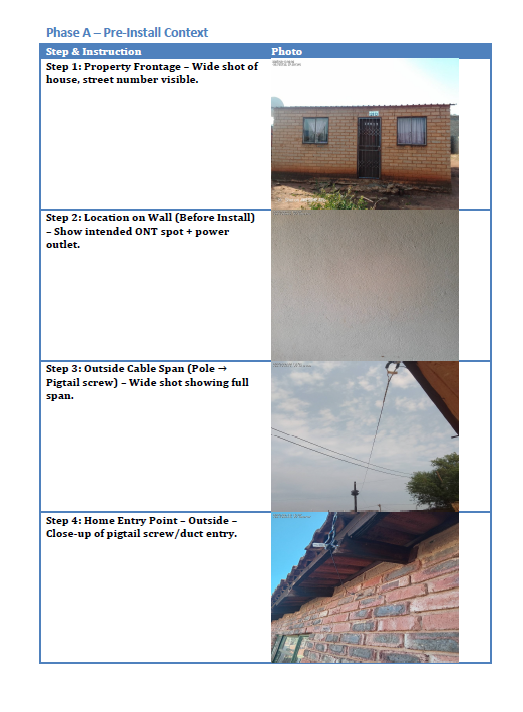 Phase A – Pre-Install Context
Step & Instruction
Photo
Step 1: Property Frontage – Wide shot of
house, street number visible.
Step 2: Location on Wall (Before Install)
– Show intended ONT spot + power
outlet.
Step 3: Outside Cable Span (Pole →
Pigtail screw) – Wide shot showing full
span.
Step 4: Home Entry Point – Outside –
Close-up of pigtail screw/duct entry.